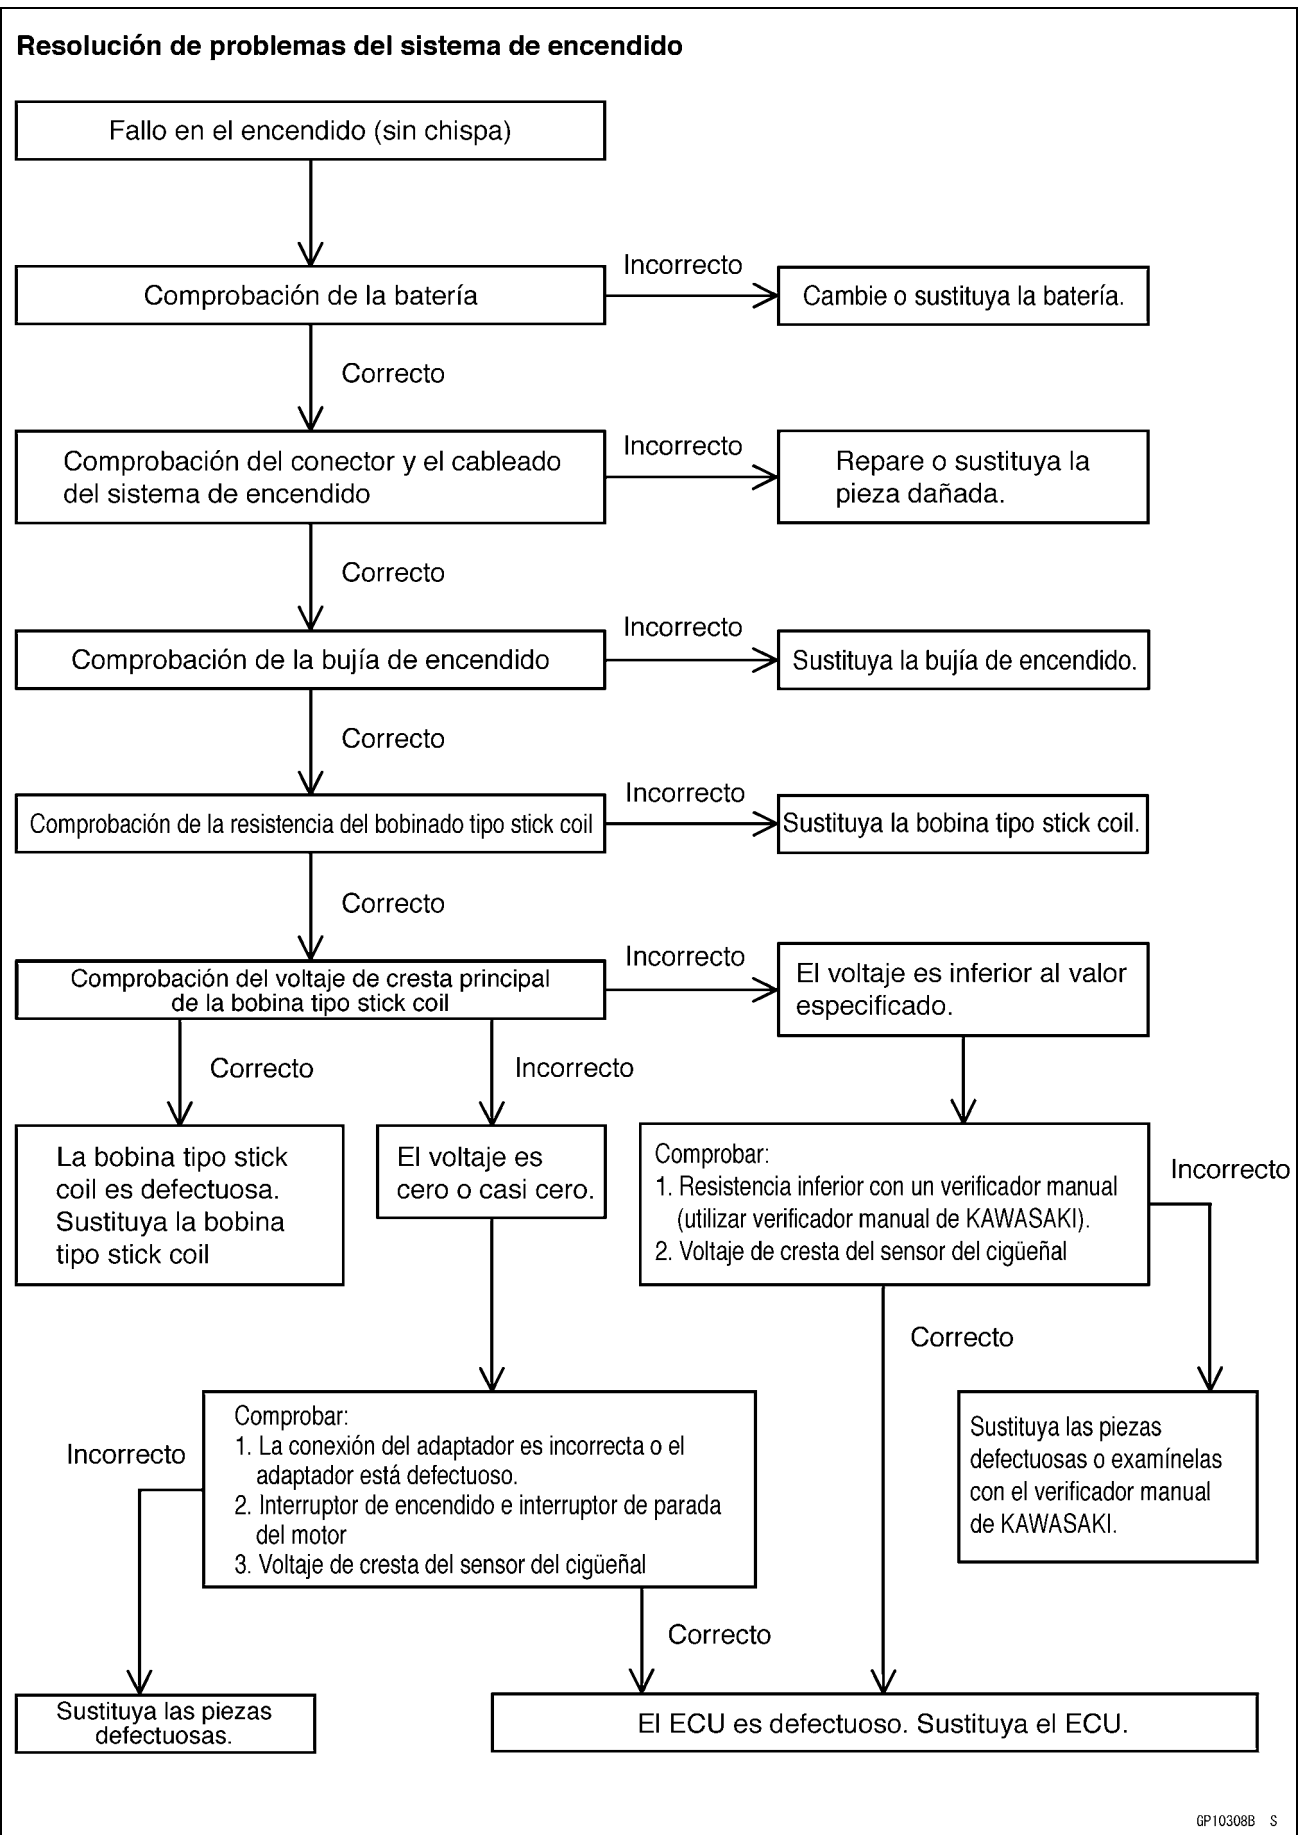 Resolución de problemas del sistema de encendido
Fallo en el encendido (sin chispa)
Incorrecto
Comprobación de la batería
Cambie o sustituya la batería.
Correcto
Incorrecto
Comprobación del conector y el cableado
del sistema de encendido
Repare o sustituya la
pieza dañada.
Correcto
Incorrecto
Comprobación de la bujía de encendido
Sustituya la bujía de encendido.
Correcto
Incorrecto
Comprobación de la resistencia del bobinado tipo stick coil
Sustituya la bobina tipo stick coil.
Correcto
Incorrecto
Comprobación del voltaje de cresta principal
de la bobina tipo stick coil
El voltaje es inferior al valor
especificado.
Correcto
Incorrecto
La bobina tipo stick
coil es defectuosa.
Sustituya la bobina
tipo stick coil
El voltaje es
cero o casi cero.
Comprobar:
1. Resistencia inferior con un verificador manual
(utilizar verificador manual de KAWASAKI).
2. Voltaje de cresta del sensor del cigüeñal
Incorrecto
Correcto
Incorrecto
Comprobar:
1. La conexión del adaptador es incorrecta o el
adaptador está defectuoso.
2. Interruptor de encendido e interruptor de parada
del motor
3. Voltaje de cresta del sensor del cigüeñal
Sustituya las piezas
defectuosas o examínelas
con el verificador manual
de KAWASAKI.
Correcto
Sustituya las piezas
defectuosas.
El ECU es defectuoso. Sustituya el ECU.
GP10308B S